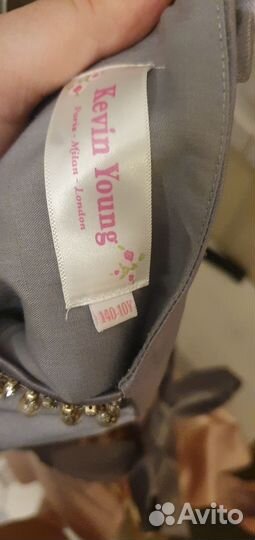 Kevin Young
Paris - Milan - London
140-10Y
Avito